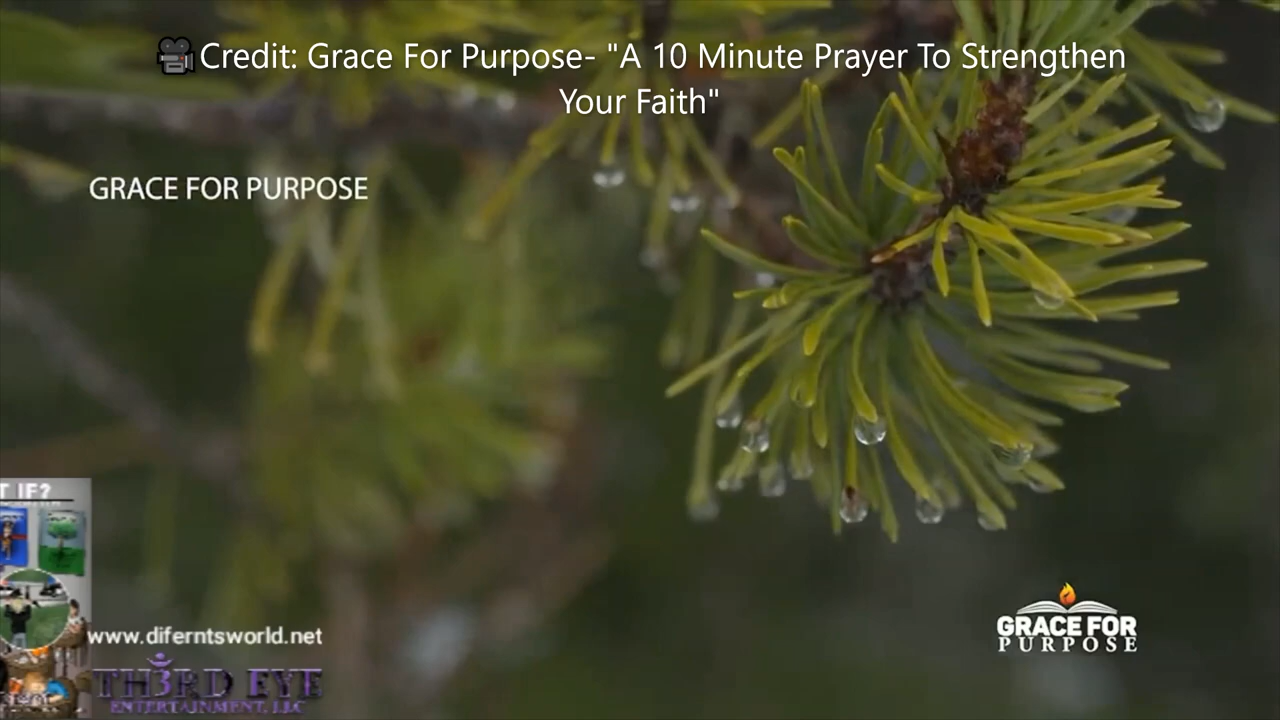 Credit: Grace For Purpose- "A 10 Minute Prayer To Strengthen
Your Faith"
GRACE FOR PURPOSE
T IF?
www.diferntsworld.net
TH3RD EYE
ENTERTAINMENT, LLC
GRACE FOR
PURPOSE